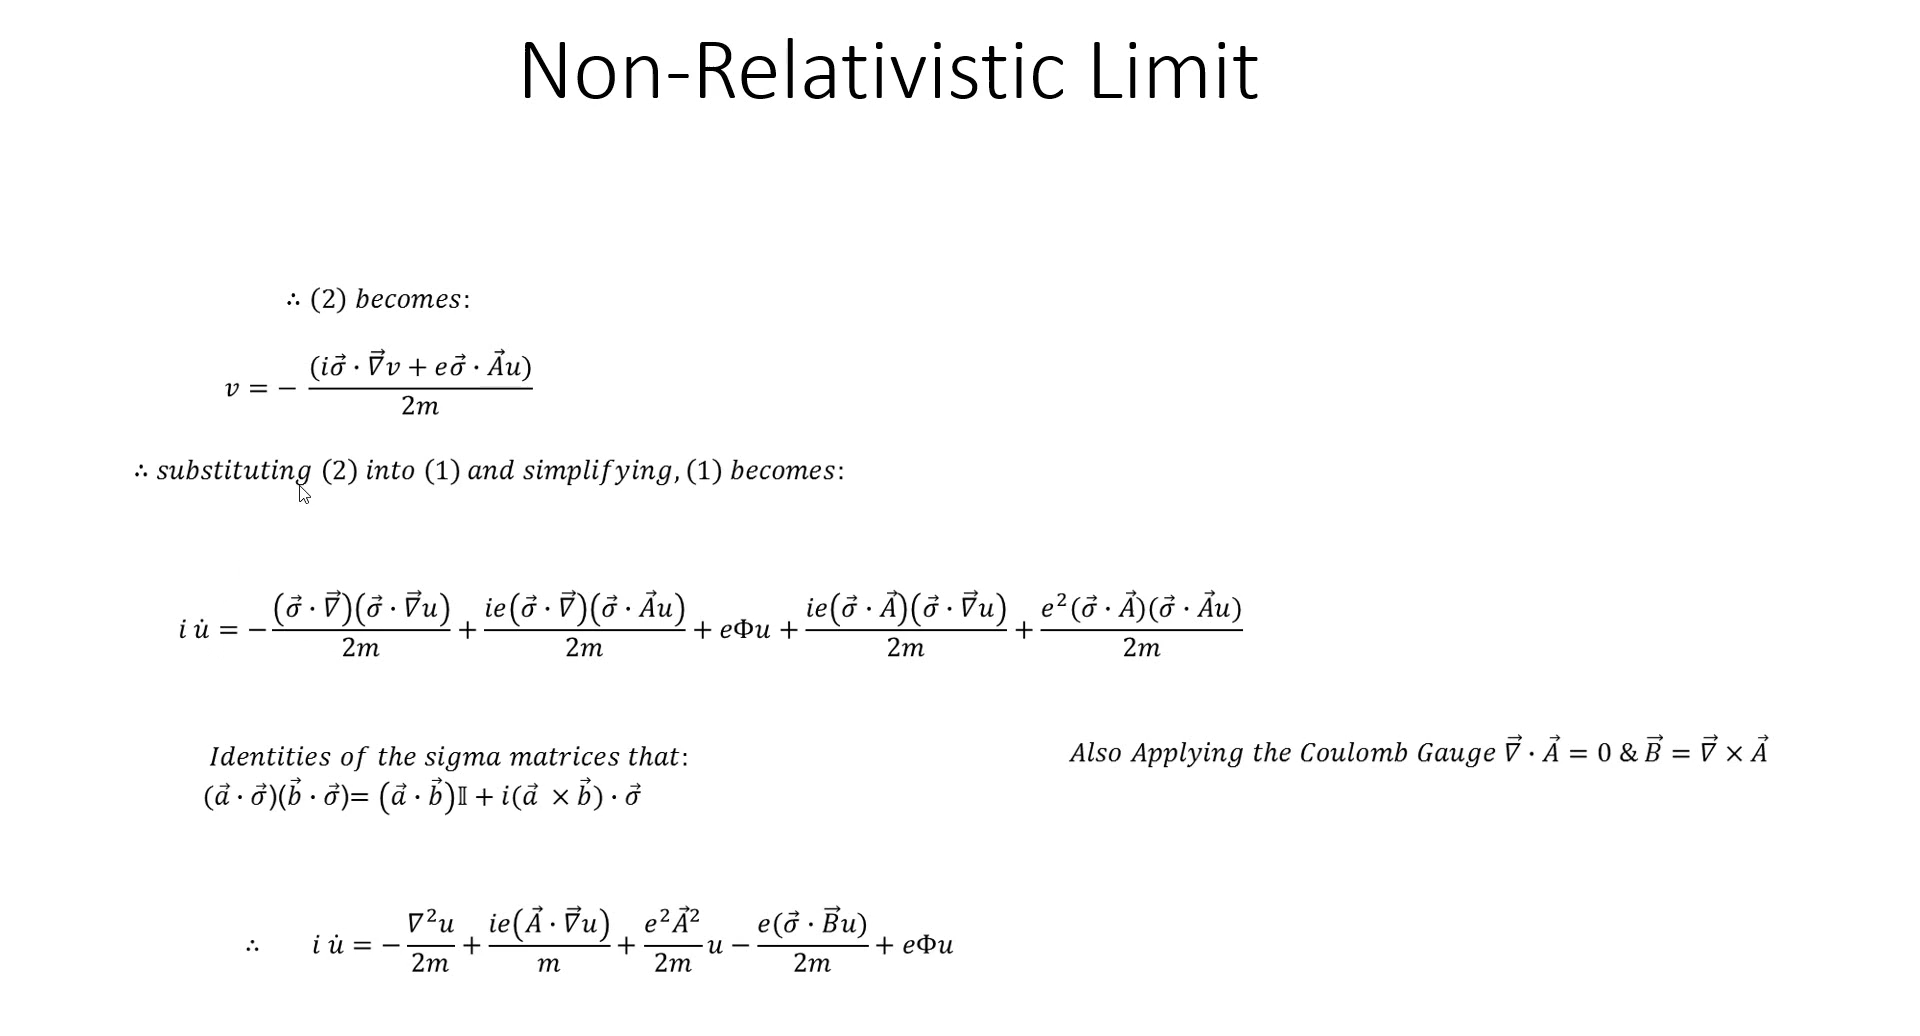 Non-Relativistic Limit
∴ (2) becomes:
v = − (iσ⃗ · ∇⃗v + eσ⃗ · A⃗u) / 2m
∴ substituting (2) into (1) and simplifying, (1) becomes:
i u̇ = − (σ⃗ · ∇⃗)(σ⃗ · ∇⃗u) / 2m + ie(σ⃗ · ∇⃗)(σ⃗ · A⃗u) / 2m + eΦu + ie(σ⃗ · A⃗)(σ⃗ · ∇⃗u) / 2m + e²(σ⃗ · A⃗)(σ⃗ · A⃗u) / 2m
Identities of the sigma matrices that:
(a⃗ · σ⃗)(b⃗ · σ⃗)= (a⃗ · b⃗)𝕀 + i(a⃗ × b⃗) · σ⃗
Also Applying the Coulomb Gauge ∇⃗ · A⃗ = 0 & B⃗ = ∇⃗ × A⃗
∴ i u̇ = − ∇²u / 2m + ie(A⃗ · ∇⃗u) / m + e²A⃗² / 2m u − e(σ⃗ · B⃗u) / 2m + eΦu